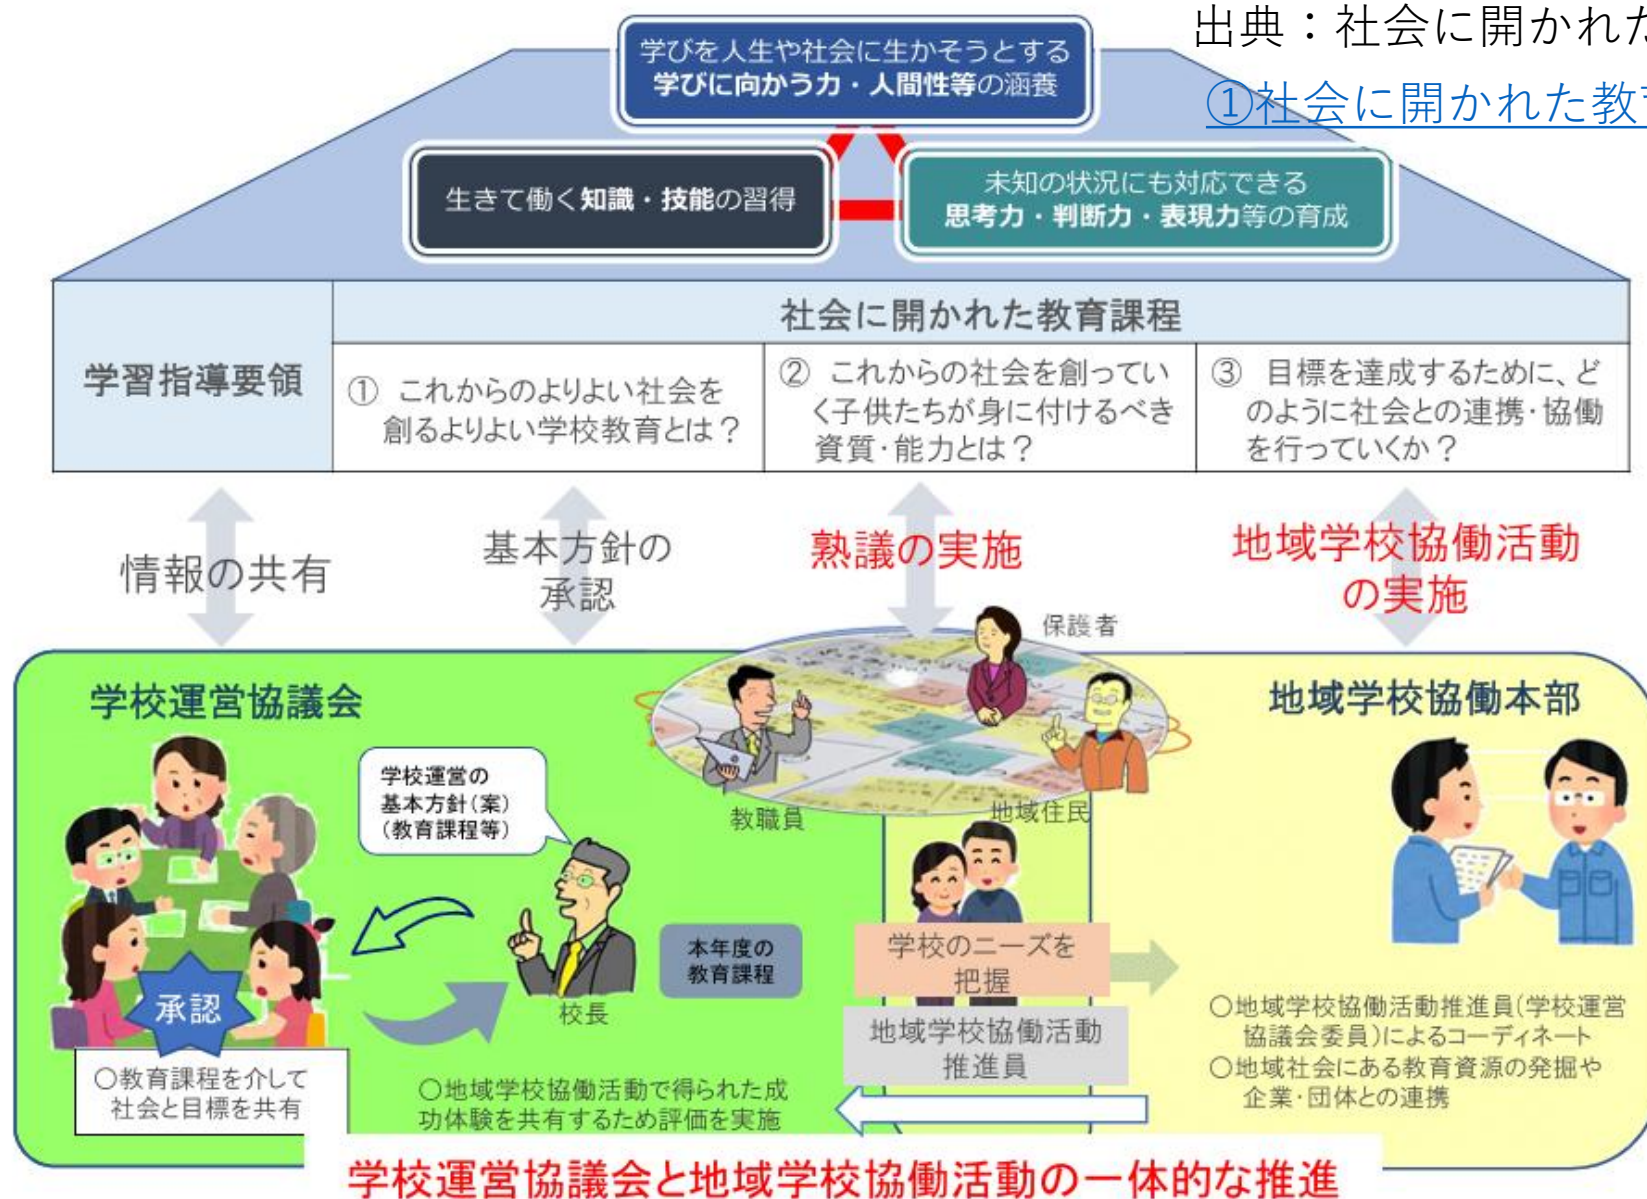 出典：社会に開かれた
①社会に開かれた教育
学びを人生や社会に生かそうとする
学びに向かう力・人間性等の涵養
生きて働く知識・技能の習得
未知の状況にも対応できる
思考力・判断力・表現力等の育成
学習指導要領
社会に開かれた教育課程
① これからのよりよい社会を
創るよりよい学校教育とは？
② これからの社会を創ってい
く子供たちが身に付けるべき
資質・能力とは？
③ 目標を達成するために、ど
のように社会との連携・協働
を行っていくか？
情報の共有
基本方針の
承認
熟議の実施
地域学校協働活動
の実施
学校運営協議会
保護者
教職員
地域住民
地域学校協働本部
学校運営の
基本方針（案）
（教育課程等）
校長
本年度の
教育課程
承認
○教育課程を介して
社会と目標を共有
○地域学校協働活動で得られた成
功体験を共有するため評価を実施
学校のニーズを
把握
地域学校協働活動
推進員
○地域学校協働活動推進員（学校運営
協議会委員）によるコーディネート
○地域社会にある教育資源の発掘や
企業・団体との連携
学校運営協議会と地域学校協働活動の一体的な推進